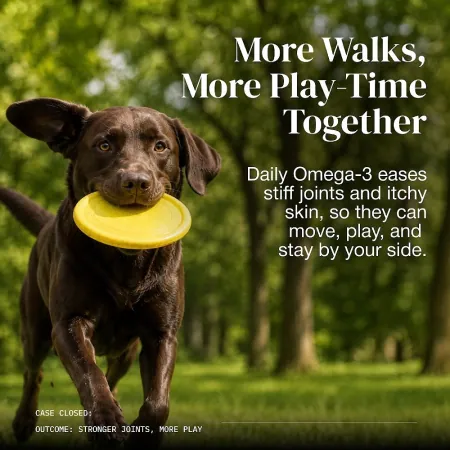 More Walks,
More Play-Time
Together
Daily Omega-3 eases
stiff joints and itchy
skin, so they can
move, play, and
stay by your side.
CASE CLOSED:
OUTCOME: STRONGER JOINTS, MORE PLAY